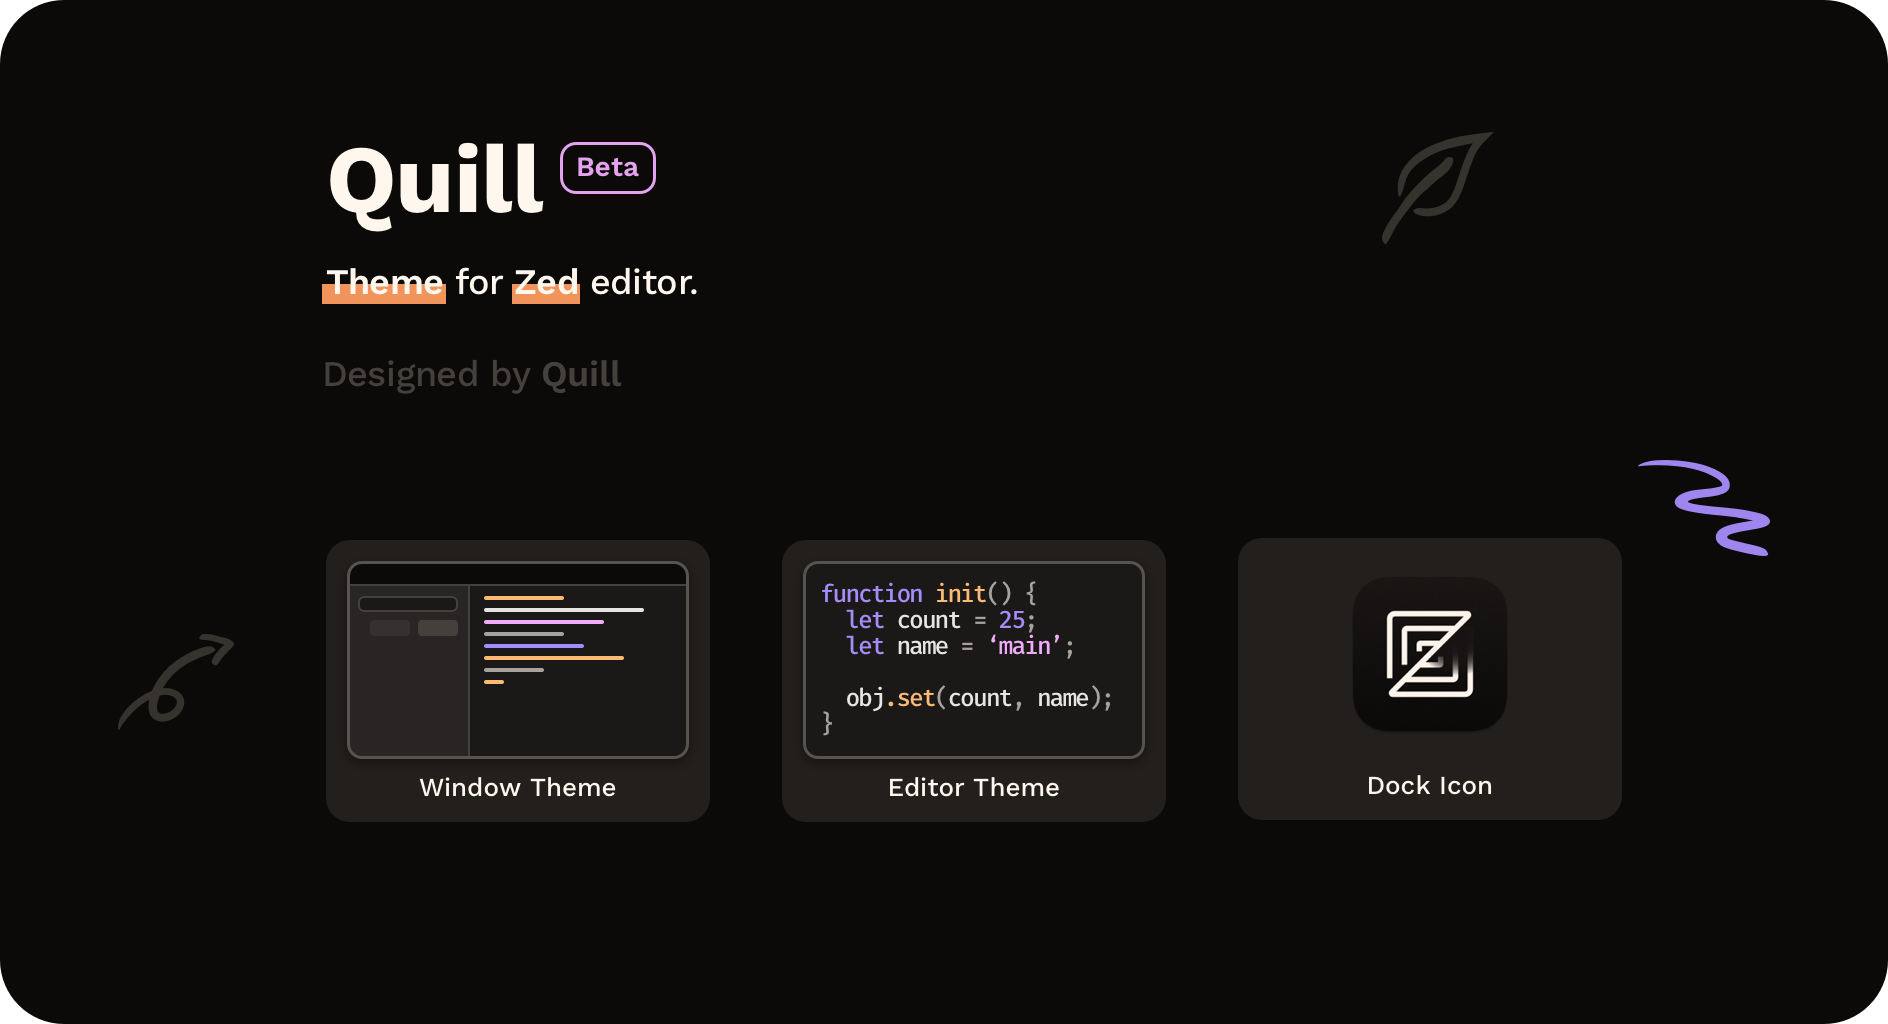 Quill Beta
Theme for Zed editor.
Designed by Quill
function init() {
  let count = 25;
  let name = ‘main’;
  obj.set(count, name);
}
Window Theme
Editor Theme
Dock Icon